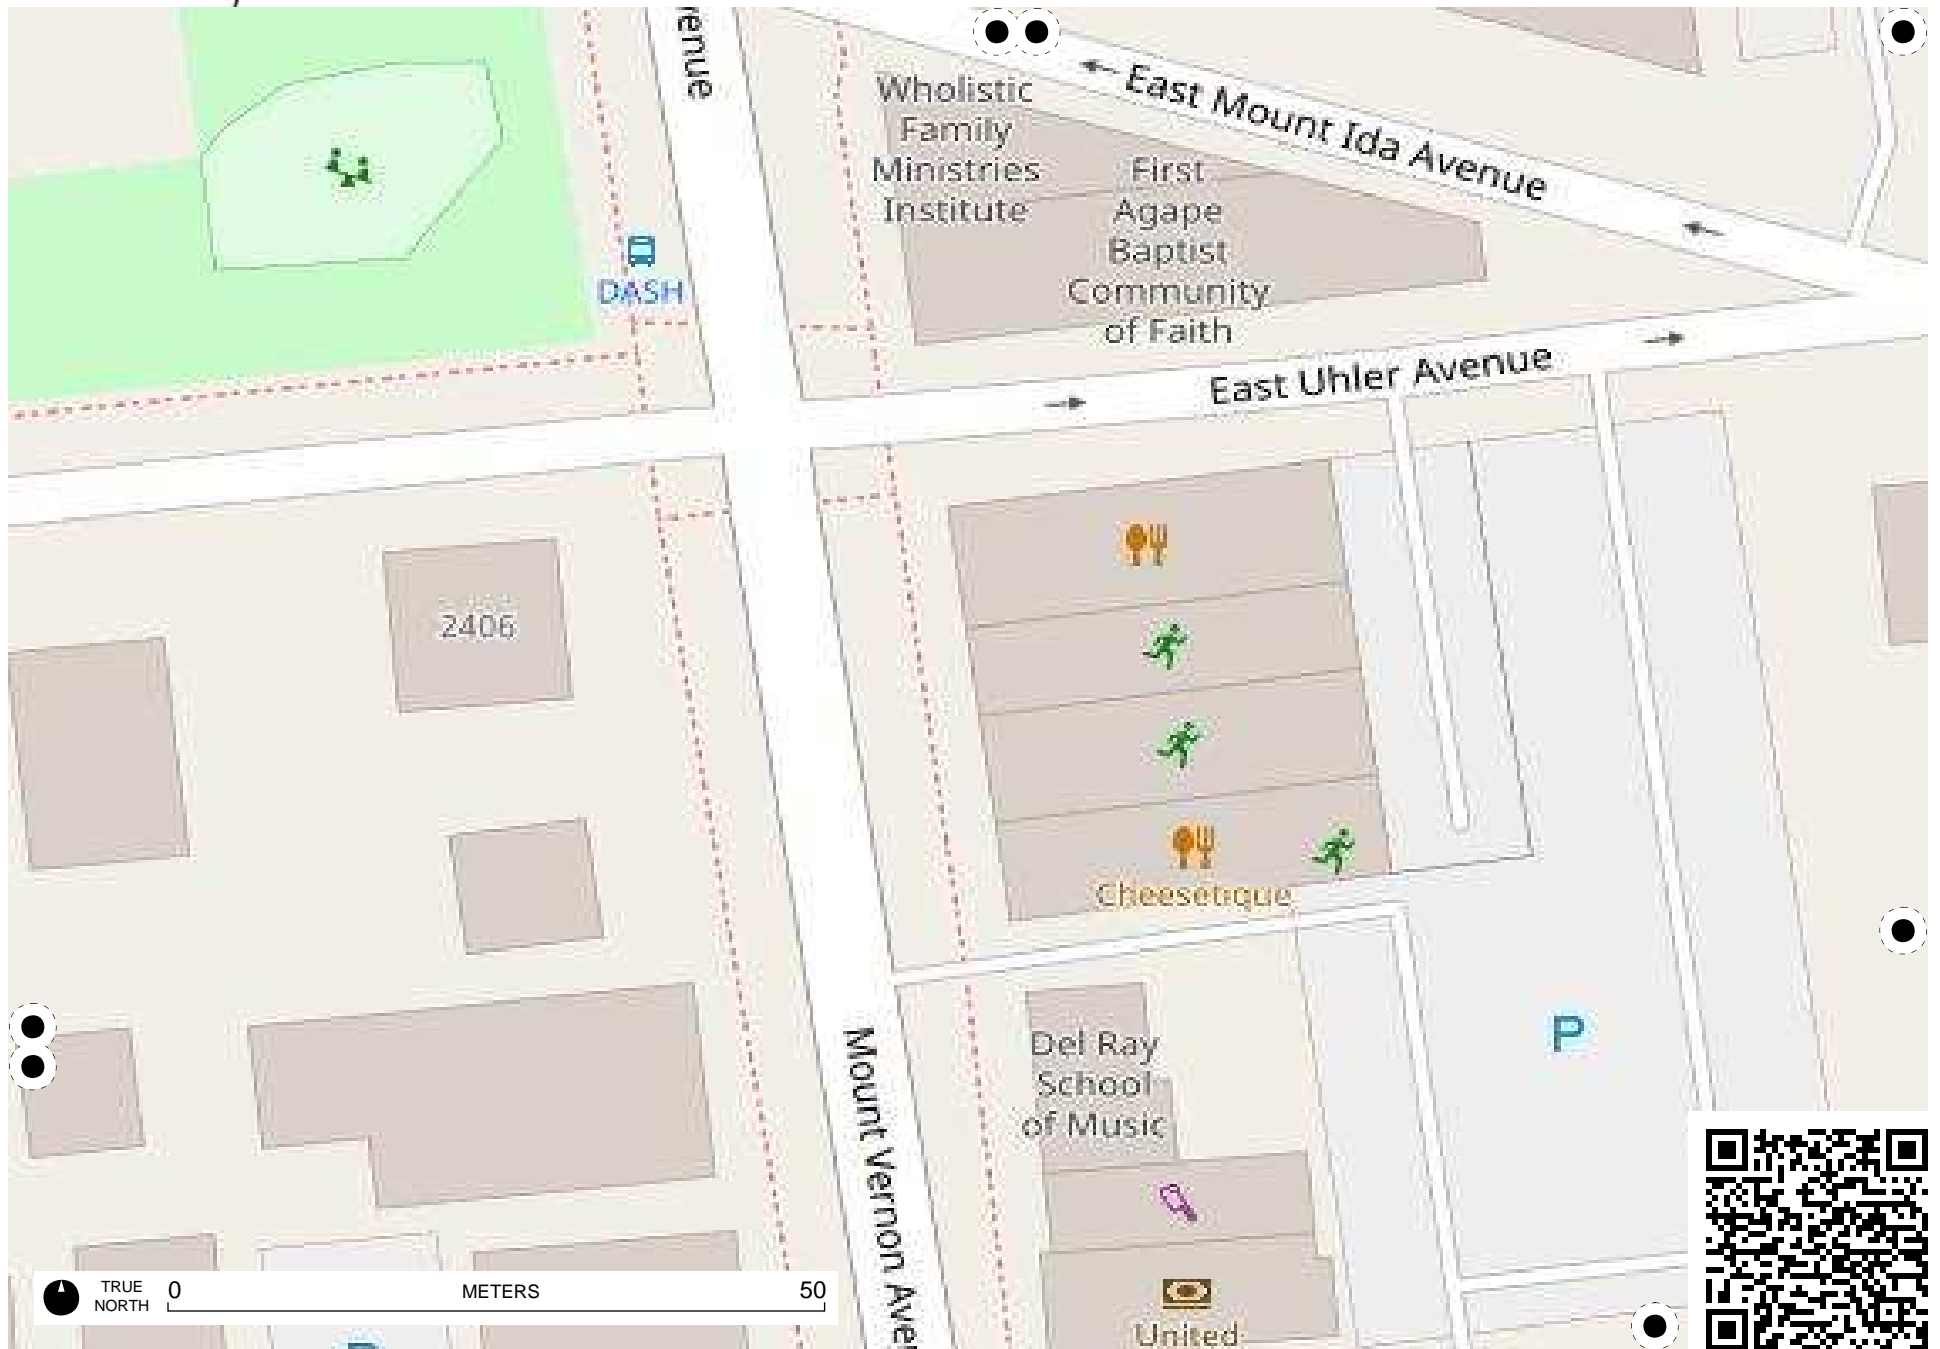 enue
East Mount Ida Avenue
Wholistic
Family
Ministries
Institute
First
Agape
Baptist
Community
of Faith
DASH
East Uhler Avenue
2406
Cheesetique
P
Del Ray
School
of Music
Mount Vernon Ave
United
TRUE
NORTH
0
METERS
50